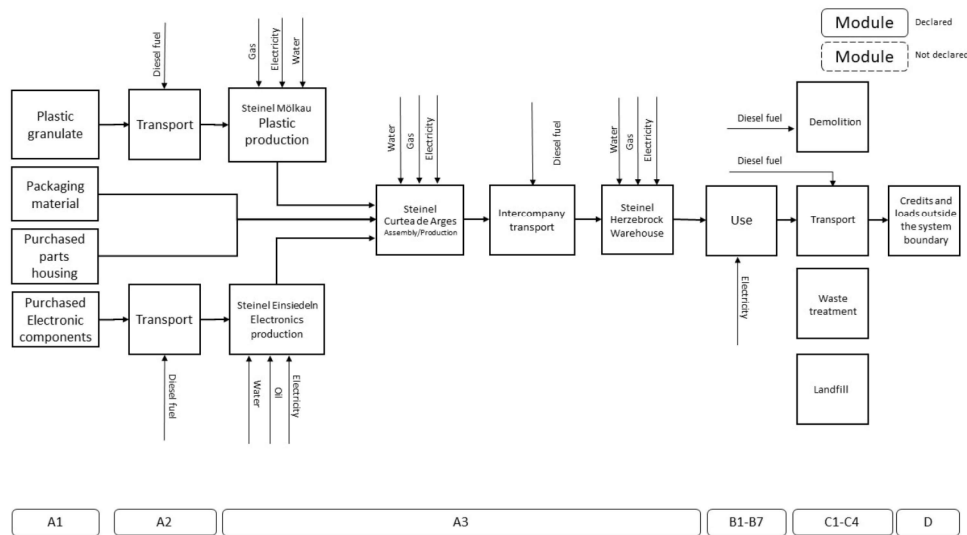 Module
Declared
Module
Not declared
Diesel fuel
Gas
Electricity
Water
Plastic
granulate
Transport
Steinel Mölkau
Plastic
production
Packaging
material
Purchased
parts
housing
Purchased
Electronic
components
Transport
Diesel fuel
Steinel Einsiedeln
Electronics
production
Water
Oil
Electricity
Water
Gas
Electricity
Steinel
Curtea de Arges
Assembly/Production
Diesel fuel
Intercompany
transport
Water
Gas
Electricity
Steinel
Herzebrock
Warehouse
Use
Electricity
Diesel fuel
Demolition
Diesel fuel
Transport
Waste
treatment
Landfill
Credits and
loads outside
the system
boundary
A1
A2
A3
B1-B7
C1-C4
D